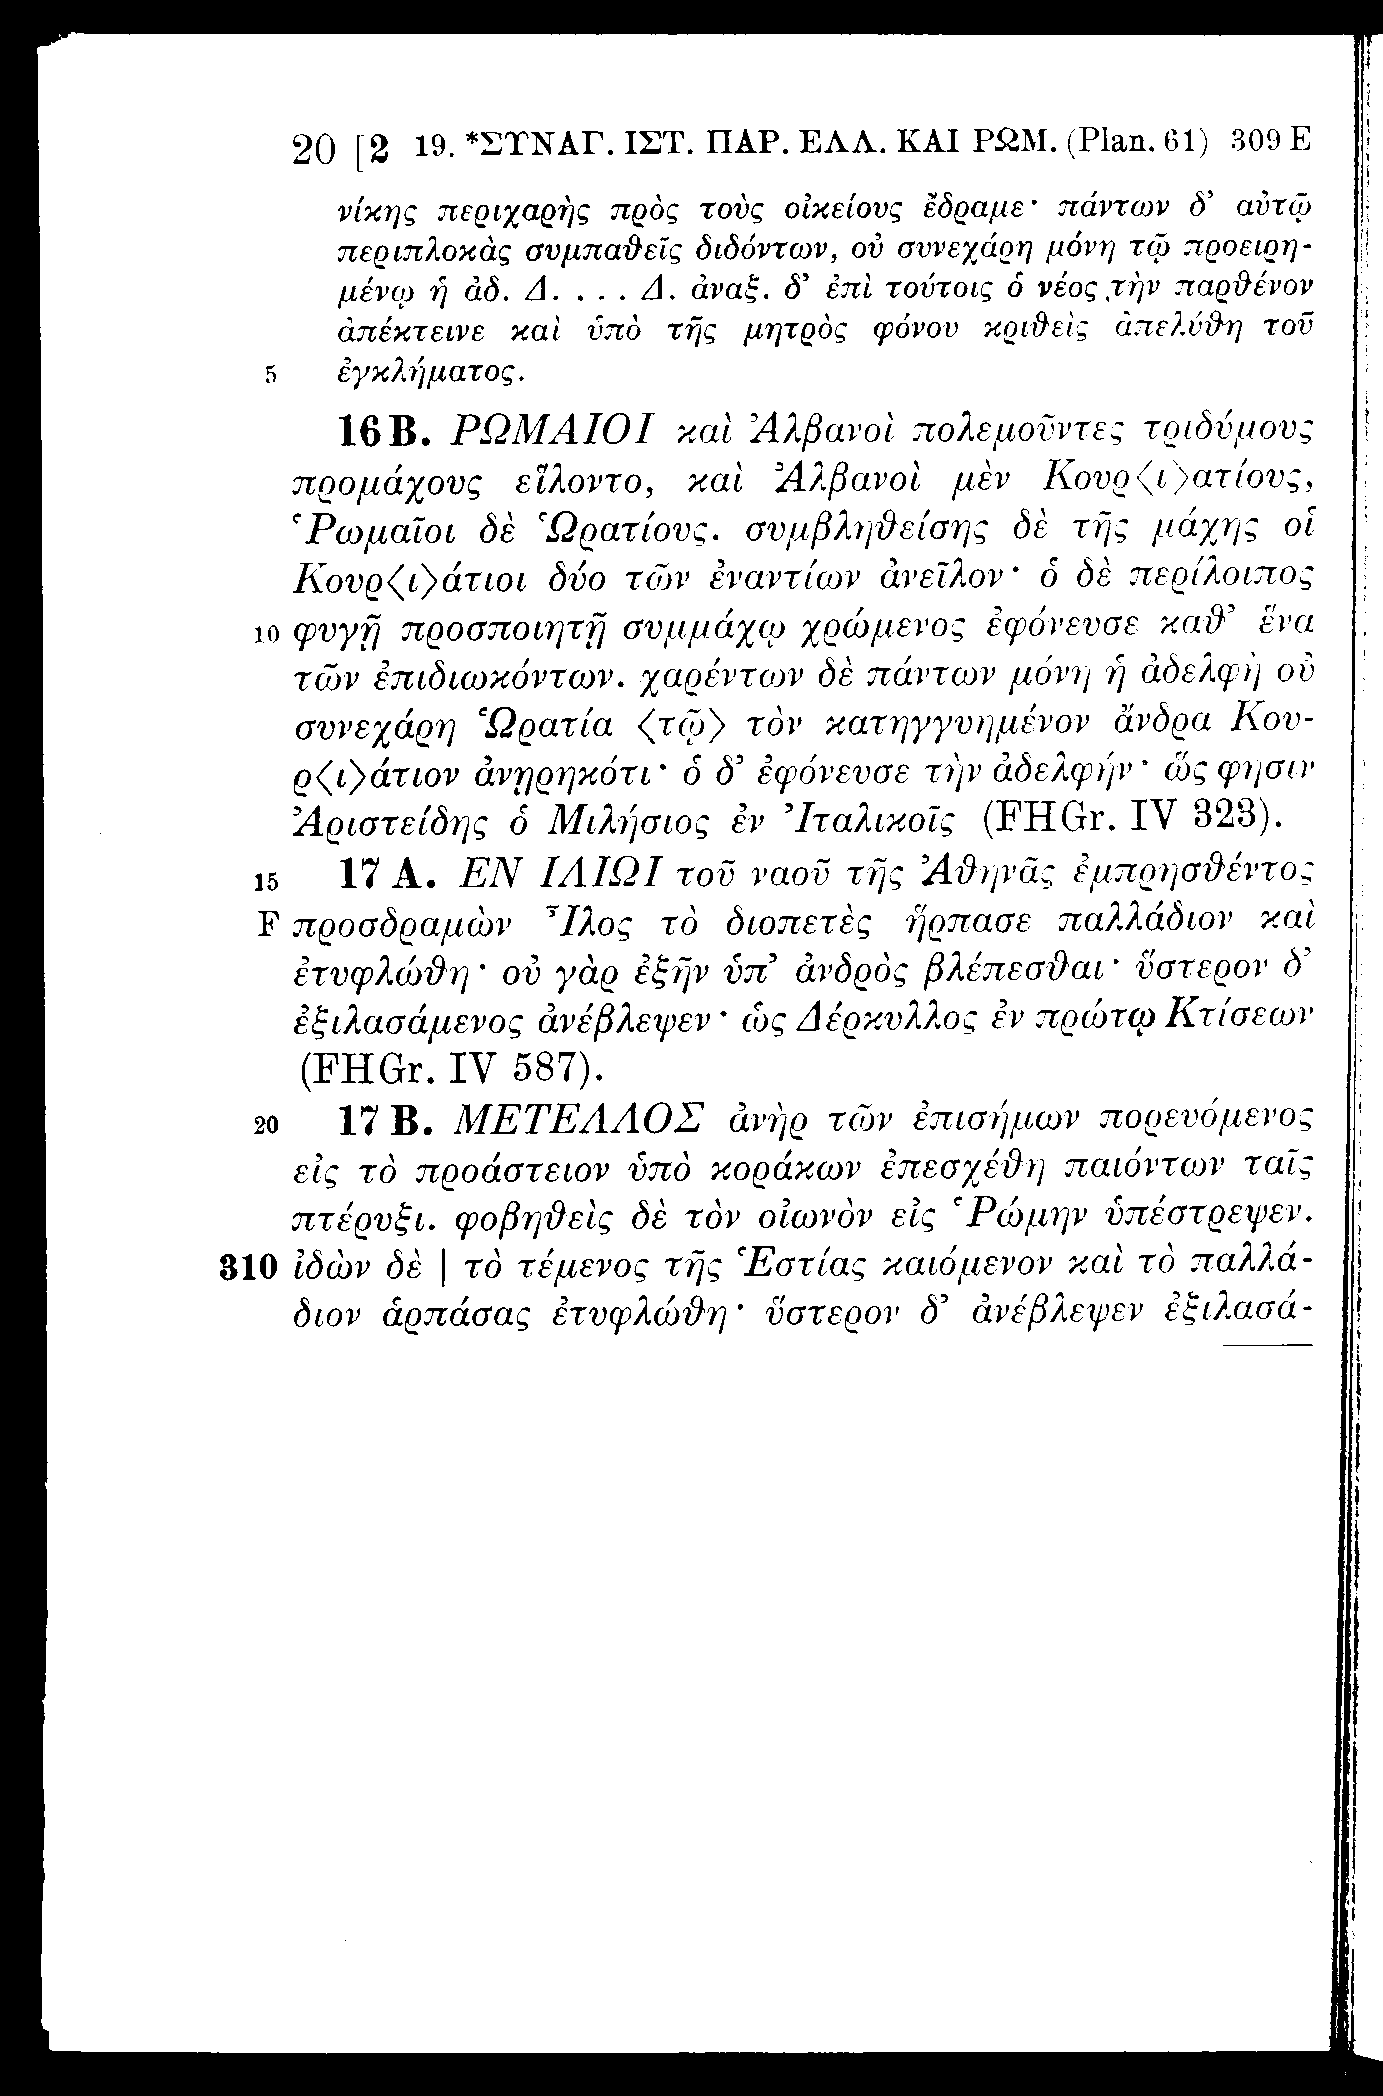 20 [2 19. *ΣΥΝΑΓ. ΙΣΤ. ΠΑΡ. ΕΛΛ. ΚΑΙ ΡΩΜ. (Plan. 61) 309 E
νίκης περιχαρὴς πρὸς τοὺς οἰκείους ἔδραμε· πάντων δ’ αὐτῷ
περιπλοκὰς συμπαθεῖς διδόντων, οὐ συνεχάρη μόνη τῷ προειρη-
μένῳ ἡ ἀδ. Δ. . . . Δ. ἀναξ. δ’ ἐπὶ τούτοις ὁ νέος τὴν παρθένον
ἀπέκτεινε καὶ ὑπὸ τῆς μητρὸς φόνου κριθεὶς ἀπελύθη τοῦ
5 ἐγκλήματος.
16 B. ΡΩΜΑΙΟΙ καὶ Ἀλβανοὶ πολεμοῦντες τριδύμους
προμάχους εἵλοντο, καὶ Ἀλβανοὶ μὲν Κουρ〈ι〉ατίους,
Ῥωμαῖοι δὲ Ὡρατίους. συμβληθείσης δὲ τῆς μάχης οἱ
Κουρ〈ι〉άτιοι δύο τῶν ἐναντίων ἀνεῖλον· ὁ δὲ περίλοιπος
10 φυγῇ προσποιητῇ συμμάχῳ χρώμενος ἐφόνευσε καθ’ ἕνα
τῶν ἐπιδιωκόντων. χαρέντων δὲ πάντων μόνη ἡ ἀδελφὴ οὐ
συνεχάρη Ὡρατία 〈τῷ〉 τὸν κατηγγυημένον ἄνδρα Κου-
ρ〈ι〉άτιον ἀνῃρηκότι· ὁ δ’ ἐφόνευσε τὴν ἀδελφήν· ὥς φησιν
Ἀριστείδης ὁ Μιλήσιος ἐν Ἰταλικοῖς (FHGr. IV 323).
15 17 A. ΕΝ ΙΛΙΩΙ τοῦ ναοῦ τῆς Ἀθηνᾶς ἐμπρησθέντος
F προσδραμὼν Ἶλος τὸ διοπετὲς ἥρπασε παλλάδιον καὶ
ἐτυφλώθη· οὐ γὰρ ἐξῆν ὑπ’ ἀνδρὸς βλέπεσθαι· ὕστερον δ’
ἐξιλασάμενος ἀνέβλεψεν· ὡς Δέρκυλλος ἐν πρώτῳ Κτίσεων
(FHGr. IV 587).
20 17 B. ΜΕΤΕΛΛΟΣ ἀνὴρ τῶν ἐπισήμων πορευόμενος
εἰς τὸ προάστειον ὑπὸ κοράκων ἐπεσχέθη παιόντων ταῖς
πτέρυξι. φοβηθεὶς δὲ τὸν οἰωνὸν εἰς Ῥώμην ὑπέστρεψεν.
310 ἰδὼν δὲ | τὸ τέμενος τῆς Ἑστίας καιόμενον καὶ τὸ παλλά-
διον ἁρπάσας ἐτυφλώθη· ὕστερον δ’ ἀνέβλεψεν ἐξιλασά-